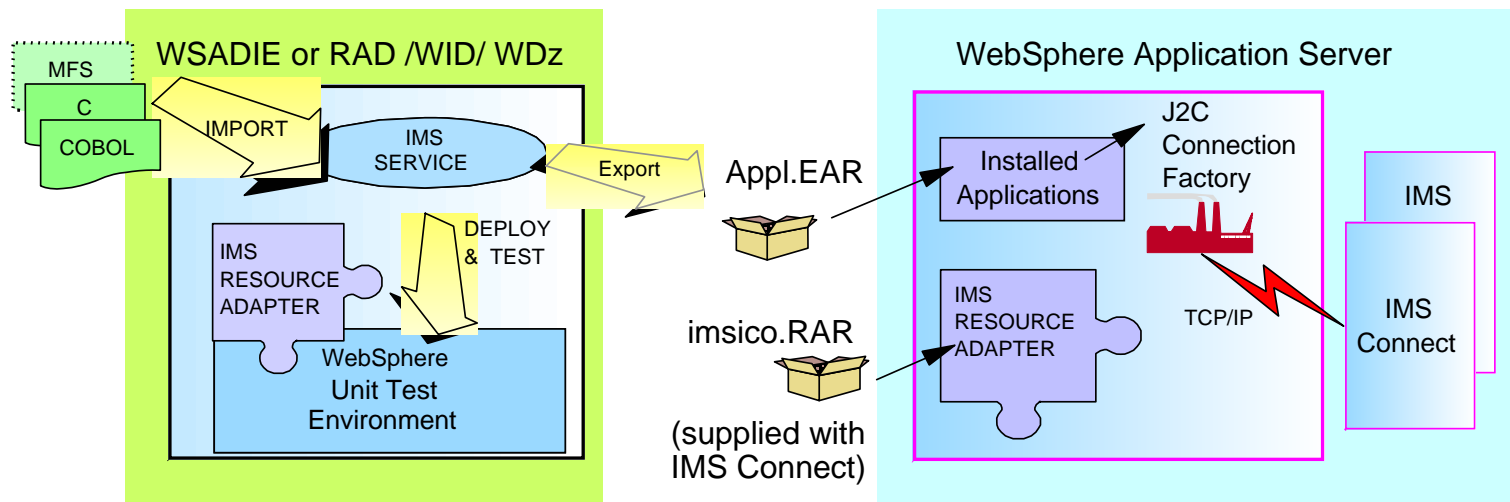 WSADIE or RAD /WID/ WDz
MFS
C
COBOL
IMPORT
IMS
SERVICE
Export
DEPLOY
& TEST
IMS
RESOURCE
ADAPTER
WebSphere
Unit Test
Environment
Appl.EAR
imsico.RAR
(supplied with
IMS Connect)
WebSphere Application Server
Installed
Applications
J2C
Connection
Factory
IMS
RESOURCE
ADAPTER
TCP/IP
IMS
IMS
Connect